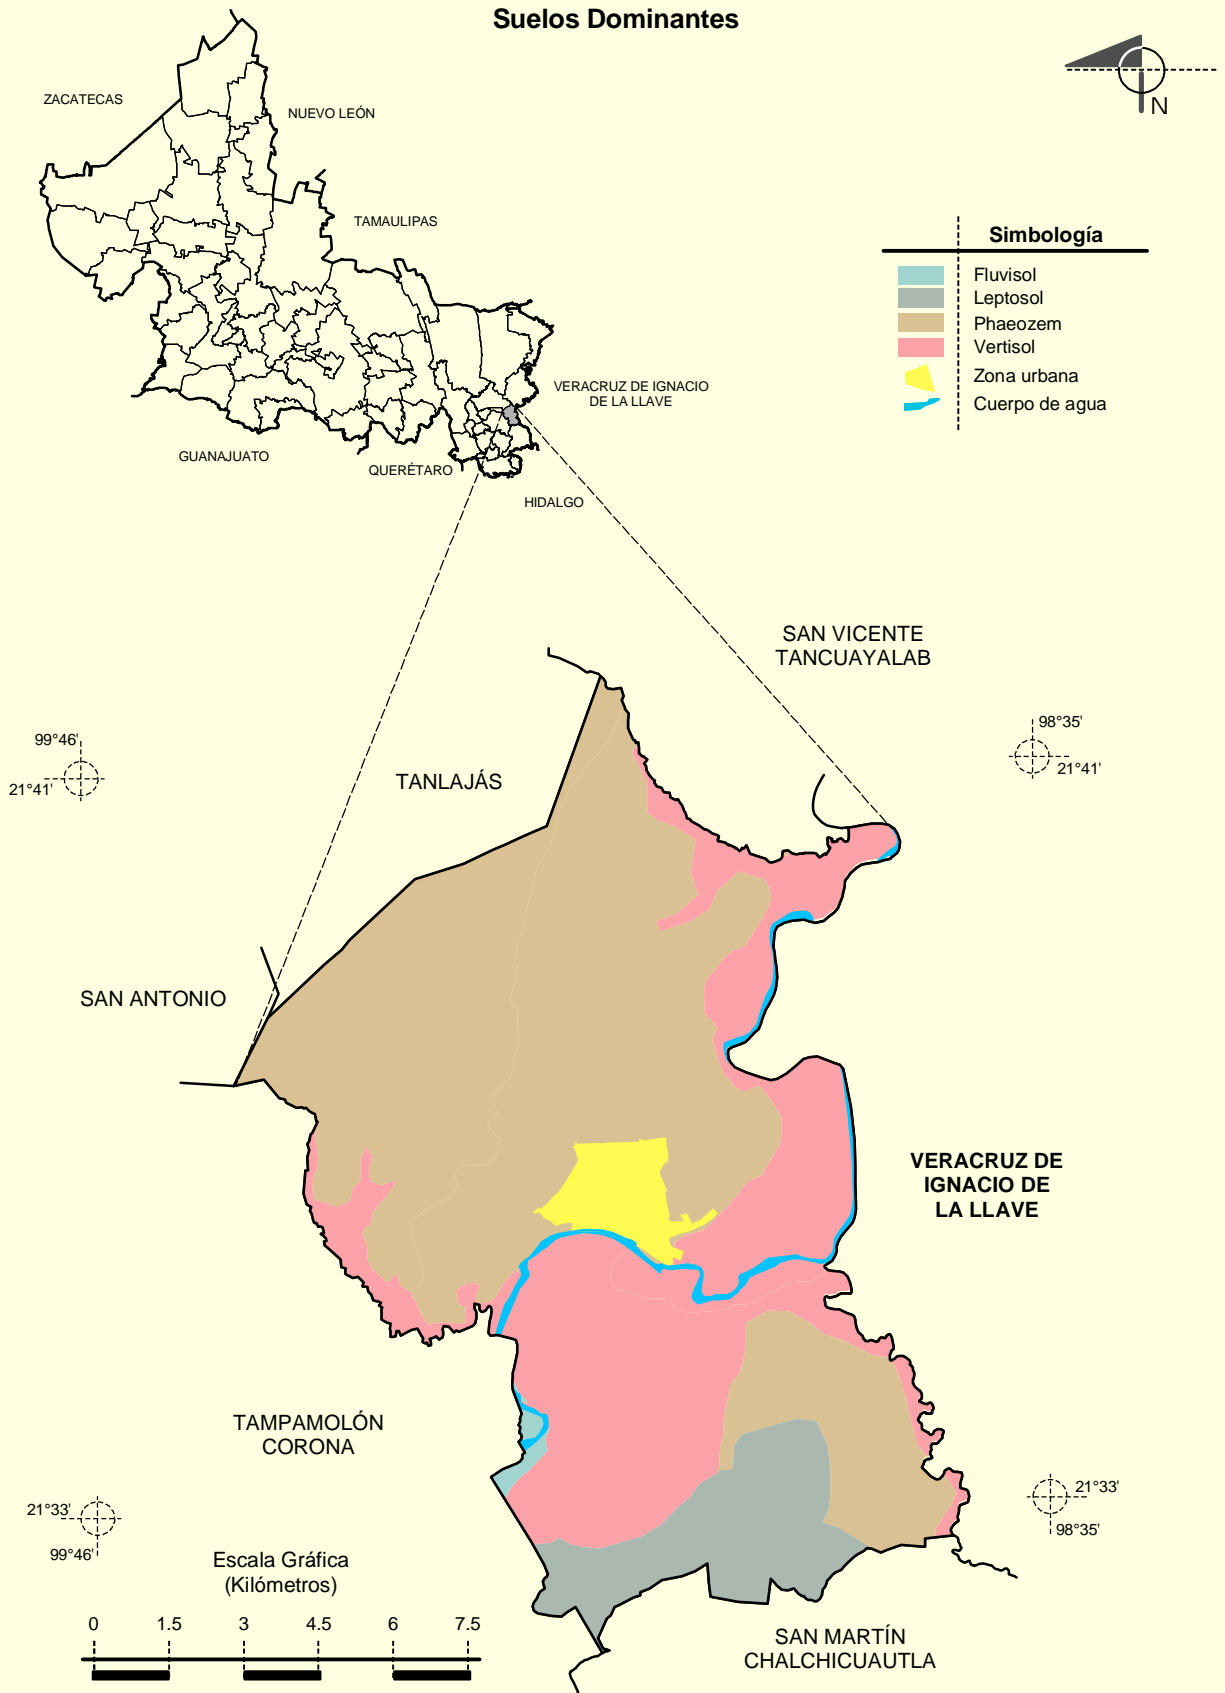 Suelos Dominantes
N
ZACATECAS
NUEVO LEÓN
TAMAULIPAS
VERACRUZ DE IGNACIO
DE LA LLAVE
GUANAJUATO
QUERÉTARO
HIDALGO
Simbología
Fluvisol
Leptosol
Phaeozem
Vertisol
Zona urbana
Cuerpo de agua
SAN VICENTE
TANCUAYALAB
99°46'
21°41'
98°35'
21°41'
TANLAJÁS
SAN ANTONIO
VERACRUZ DE
IGNACIO DE
LA LLAVE
TAMPAMOLÓN
CORONA
21°33'
99°46'
21°33'
98°35'
Escala Gráfica
(Kilómetros)
0 1.5 3 4.5 6 7.5
SAN MARTÍN
CHALCHICUAUTLA